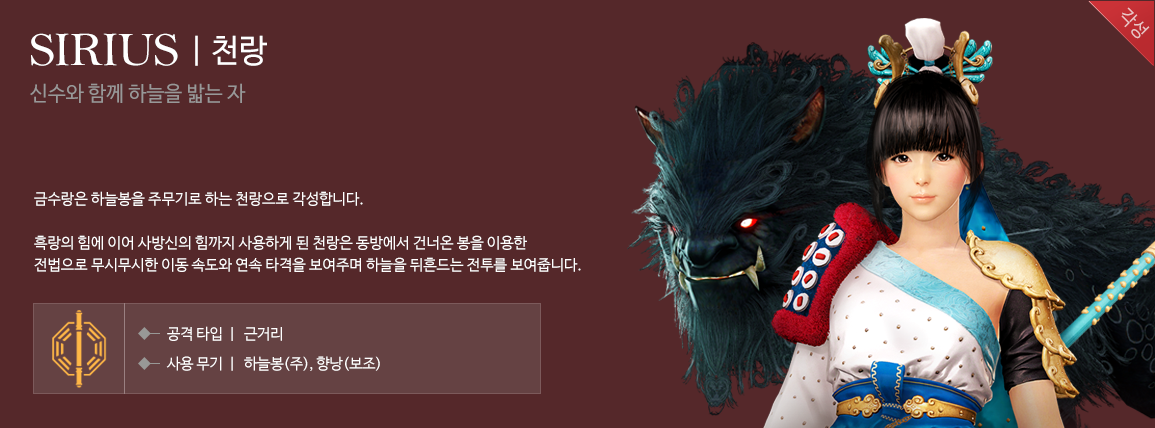 SIRIUS | 천랑
각성
신수와 함께 하늘을 밟는 자
금수랑은 하늘봉을 주무기로 하는 천랑으로 각성합니다.
흑랑의 힘에 이어 사방신의 힘까지 사용하게 된 천랑은 동방에서 건너온 봉을 이용한
전법으로 무시무시한 이동 속도와 연속 타격을 보여주며 하늘을 뒤흔드는 전투를 보여줍니다.
공격 타입 | 근거리
사용 무기 | 하늘봉(주), 향낭(보조)